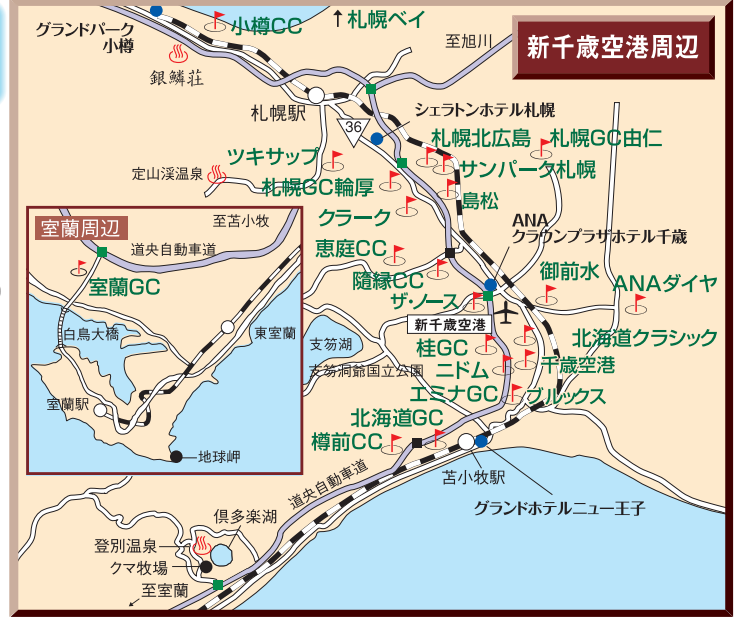 新千歳空港周辺
グランドパーク
小樽
小樽CC
↑札幌ベイ
至旭川
銀鱗荘
札幌駅
36
シェラトンホテル札幌
札幌北広島
札幌GC由仁
ツキサップ
サンパーク札幌
定山渓温泉
札幌GC輪厚
島松
クラーク
ANA
クラウンプラザホテル千歳
恵庭CC
随縁CC
御前水
ANAダイヤ
ザ・ノース
新千歳空港
北海道クラシック
支笏湖
桂GC
千歳空港
支笏洞爺国立公園
ニドム
エミナGC
ブルックス
北海道GC
樽前CC
苫小牧駅
道央自動車道
グランドホテルニュー王子
倶多楽湖
登別温泉
クマ牧場
至室蘭
室蘭周辺
至苫小牧
道央自動車道
室蘭GC
白鳥大橋
東室蘭
室蘭駅
地球岬